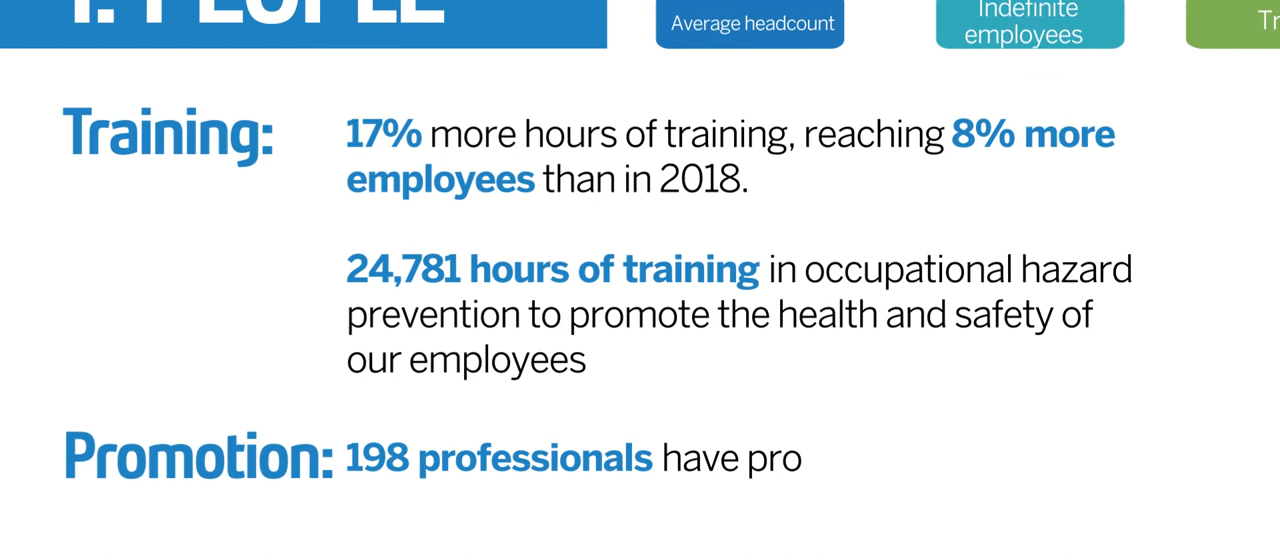 1. PEOPLE
Average headcount
Indefinite
employees
Training:
17% more hours of training, reaching 8% more
employees than in 2018.
24,781 hours of training in occupational hazard
prevention to promote the health and safety of
our employees
Promotion: 198 professionals have pro